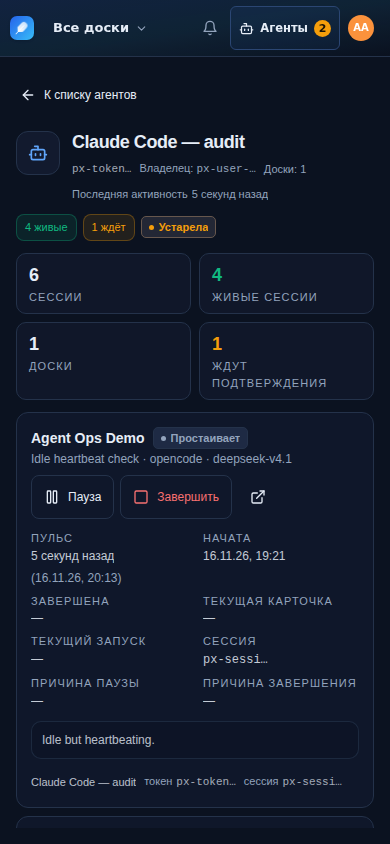 Все доски
Агенты 2
AA
К списку агентов
Claude Code — audit
px-token… Владелец: px-user-… Доски: 1
Последняя активность 5 секунд назад
4 живые
1 ждёт
Устарела
6
СЕССИИ
4
ЖИВЫЕ СЕССИИ
1
ДОСКИ
1
ЖДУТ
ПОДТВЕРЖДЕНИЯ
Agent Ops Demo
Простаивает
Idle heartbeat check · opencode · deepseek-v4.1
Пауза
Завершить
ПУЛЬС
5 секунд назад
(16.11.26, 20:13)
НАЧАТА
16.11.26, 19:21
ЗАВЕРШЕНА
—
ТЕКУЩАЯ КАРТОЧКА
—
ТЕКУЩИЙ ЗАПУСК
—
СЕССИЯ
px-sessi…
ПРИЧИНА ПАУЗЫ
—
ПРИЧИНА ЗАВЕРШЕНИЯ
—
Idle but heartbeating.
Claude Code — audit токен px-token… сессия px-sessi…